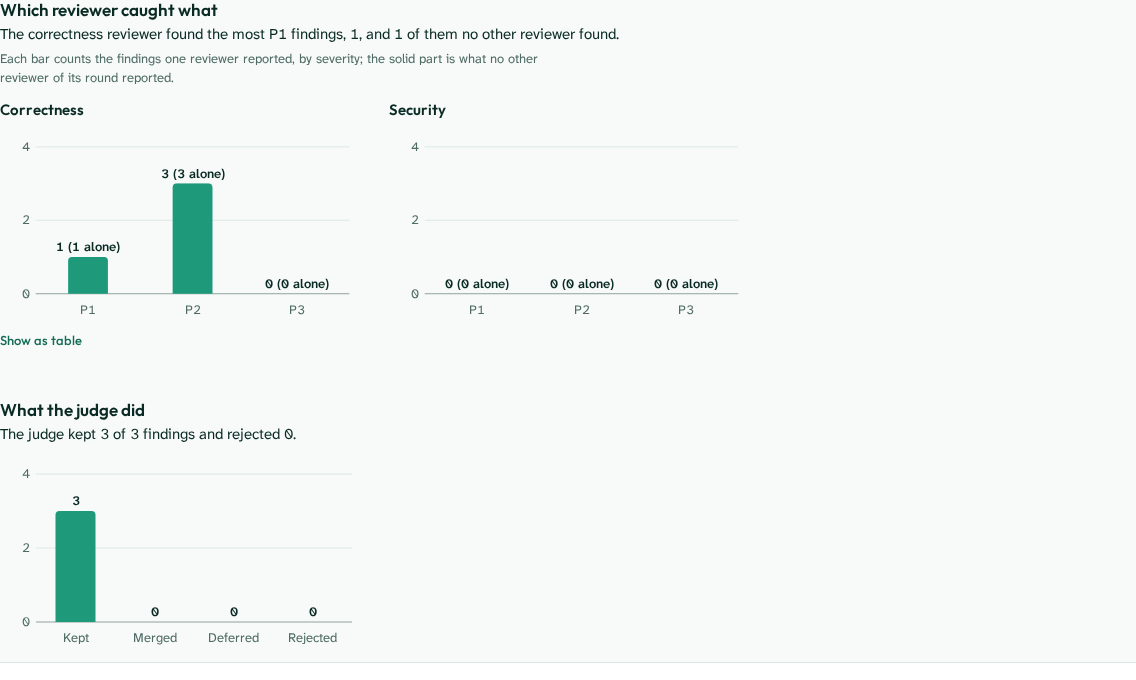 Which reviewer caught what
The correctness reviewer found the most P1 findings, 1, and 1 of them no other reviewer found.
Each bar counts the findings one reviewer reported, by severity; the solid part is what no other
reviewer of its round reported.
Correctness
4
3 (3 alone)
2
1 (1 alone)
0 (0 alone)
0
P1
P2
P3
Security
4
2
0 (0 alone)
0 (0 alone)
0 (0 alone)
0
P1
P2
P3
Show as table
What the judge did
The judge kept 3 of 3 findings and rejected 0.
4
3
2
0
0
0
0
Kept
Merged
Deferred
Rejected